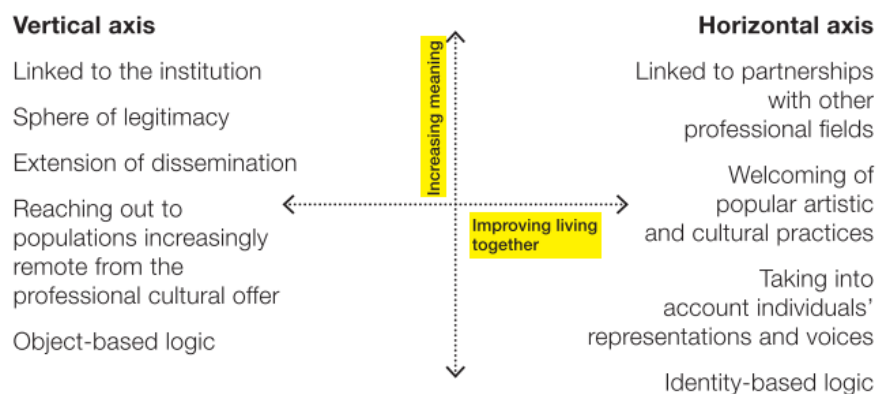 Vertical axis
Linked to the institution
Sphere of legitimacy
Extension of dissemination
Reaching out to
populations increasingly
remote from the
professional cultural offer
Object-based logic
Increasing meaning
Improving living
together
Horizontal axis
Linked to partnerships
with other
professional fields
Welcoming of
popular artistic
and cultural practices
Taking into
account individuals’
representations and voices
Identity-based logic